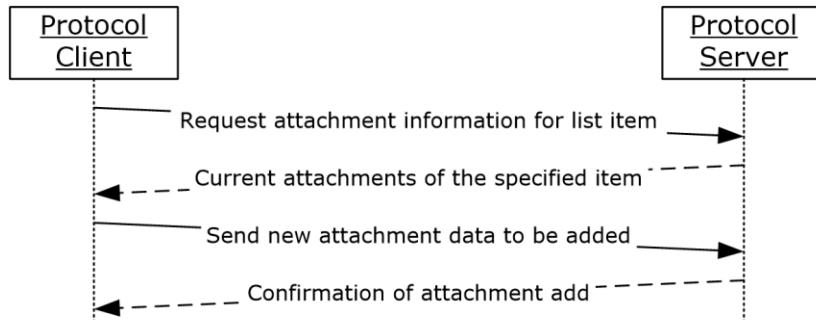 Protocol
Client
Protocol
Server
Request attachment information for list item
Current attachments of the specified item
Send new attachment data to be added
Confirmation of attachment add